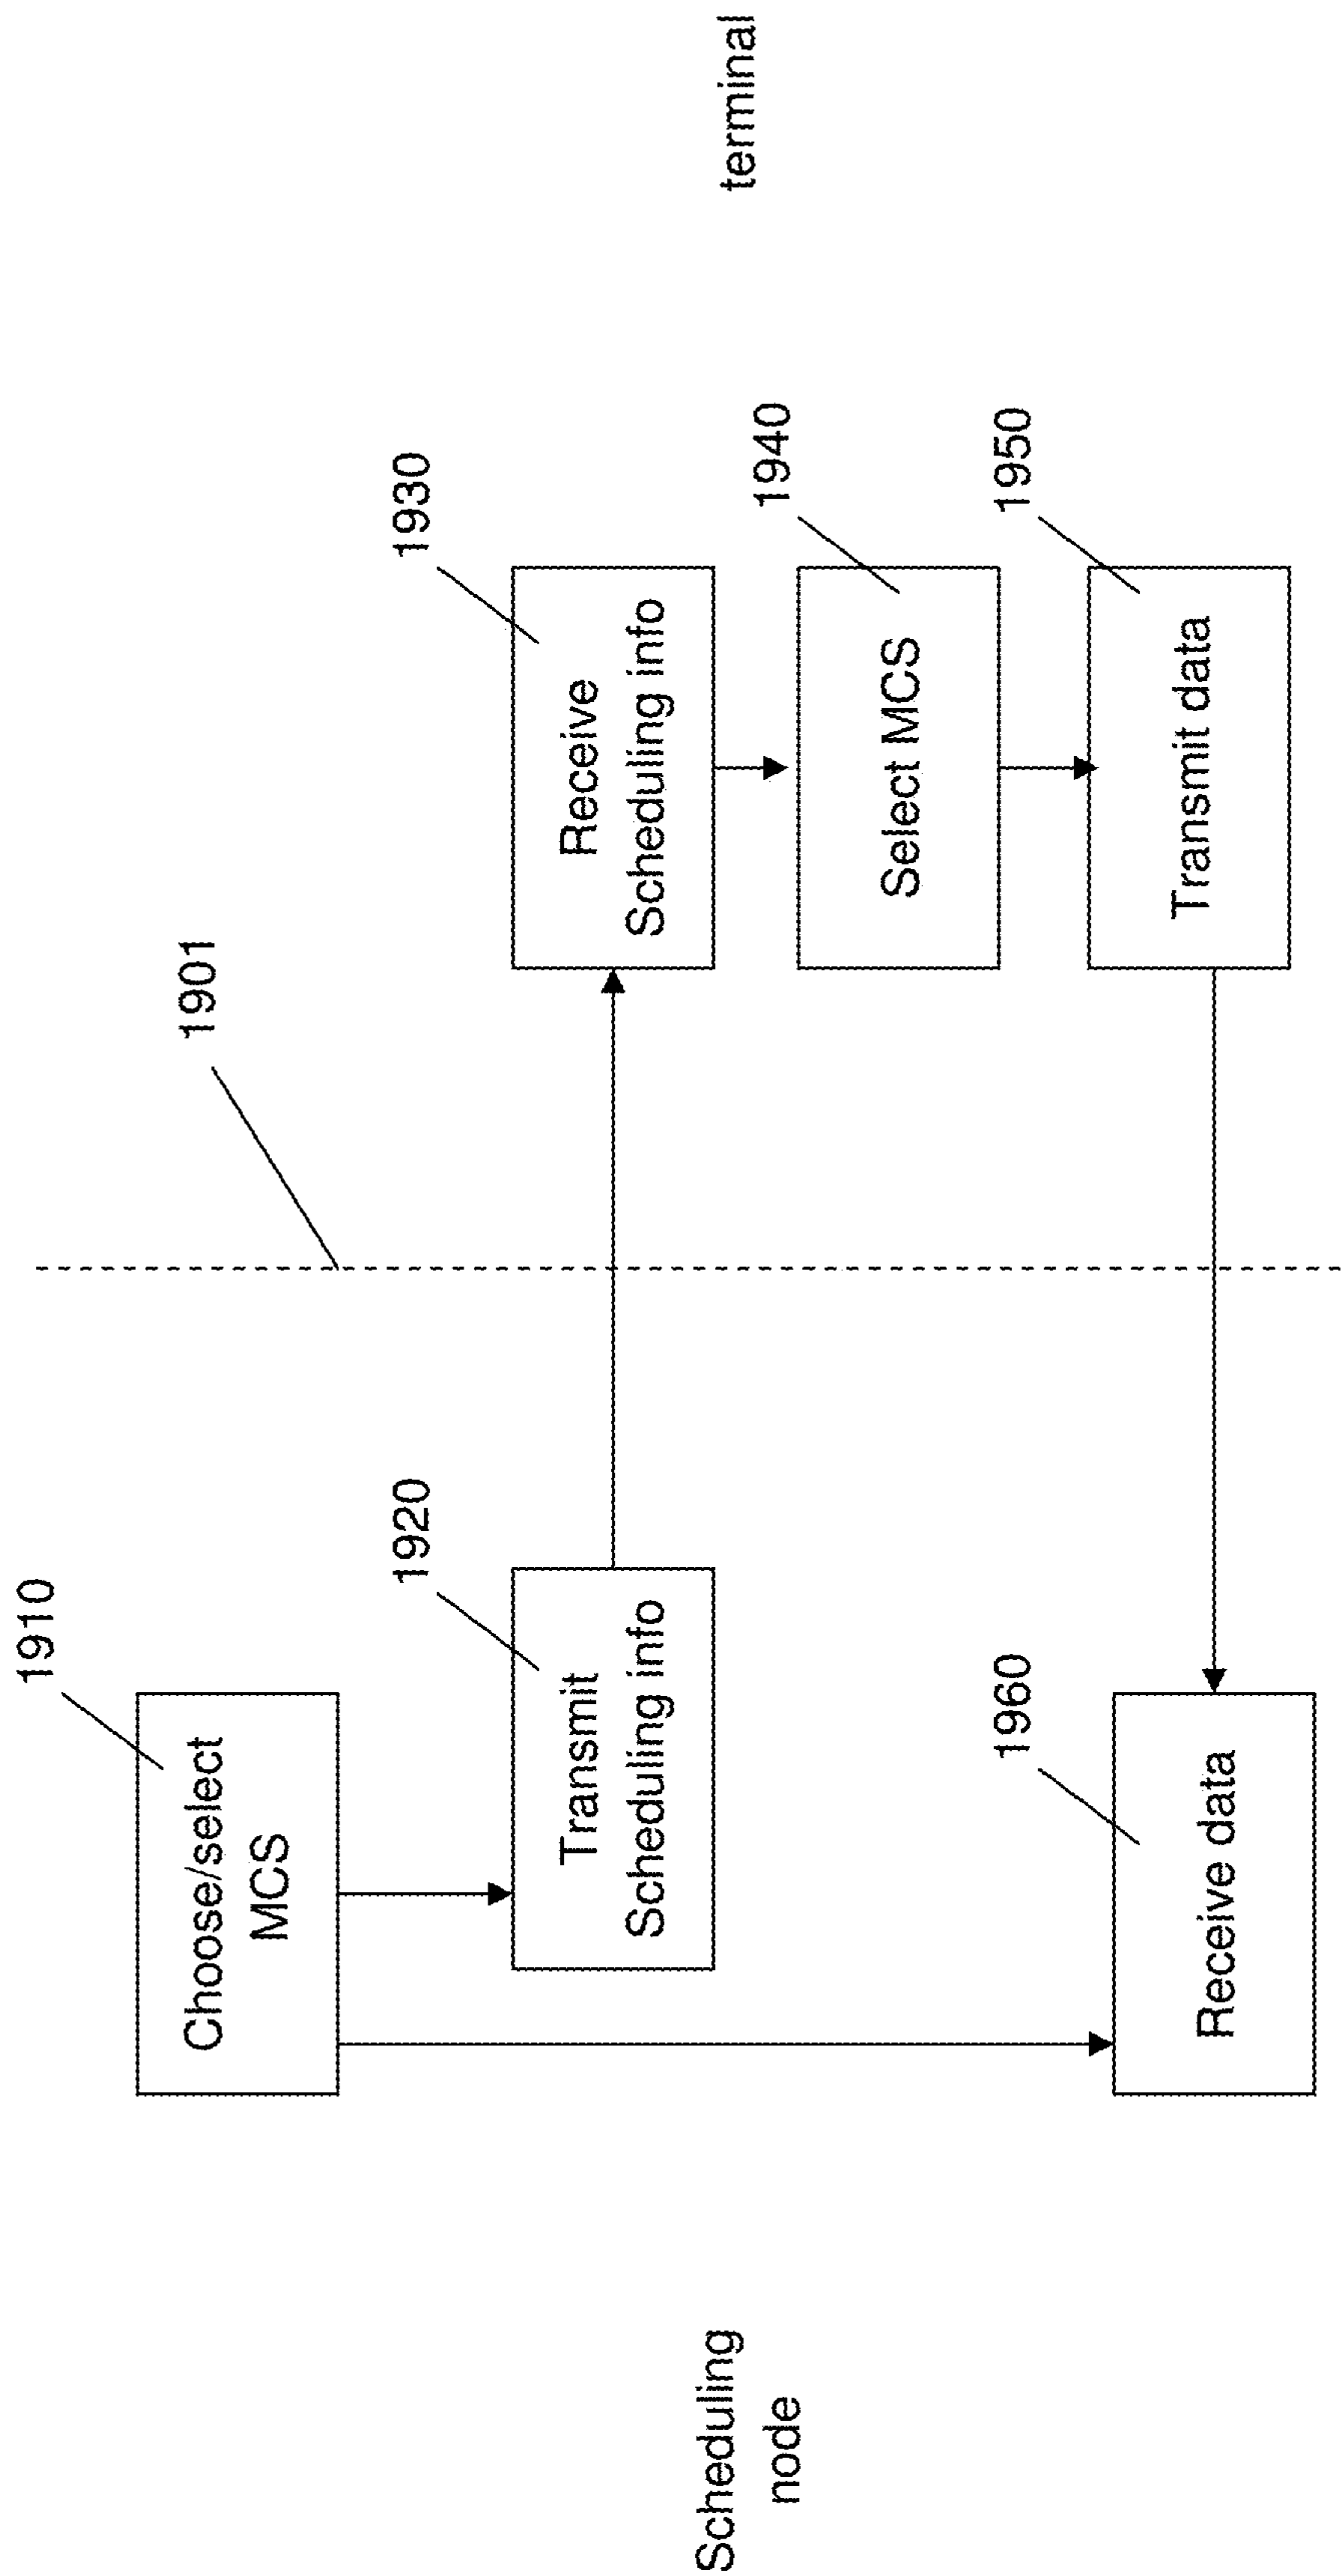 1901
1910
Choose/select
MCS
1920
Transmit
Scheduling info
1930
Receive
Scheduling info
Scheduling
node
terminal
1940
Select MCS
1960
Receive data
1950
Transmit data